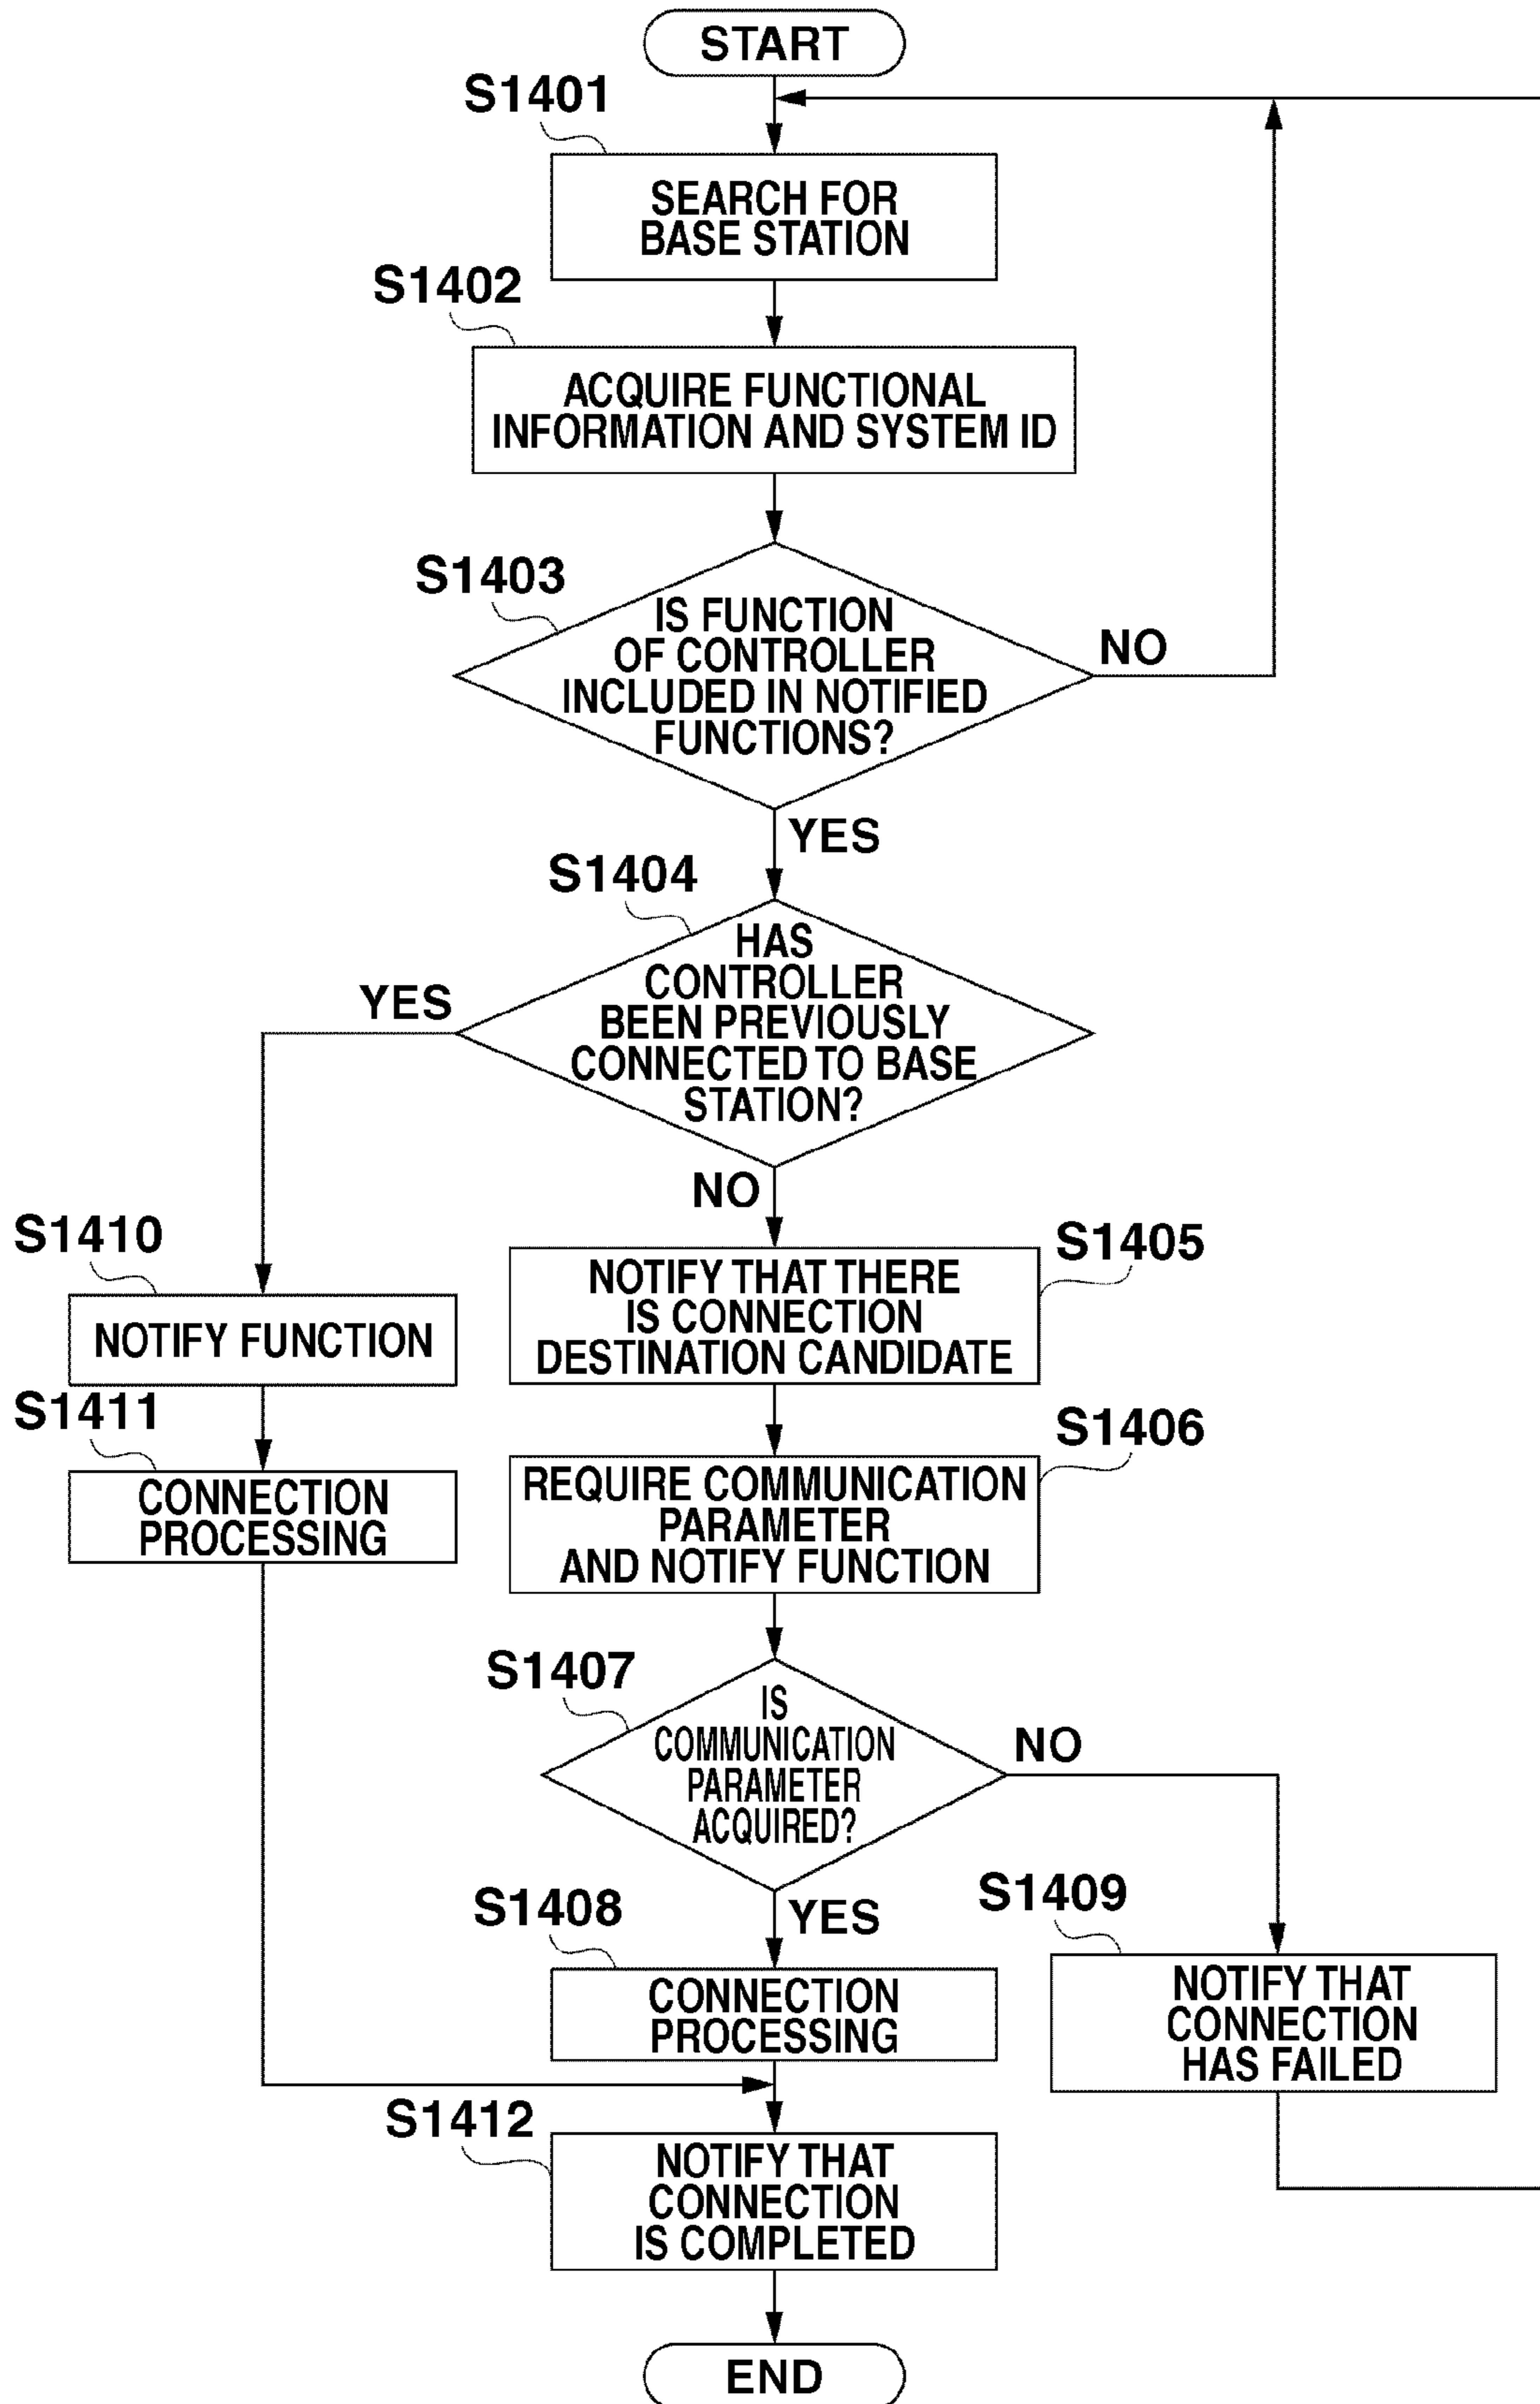 START
S1401
SEARCH FOR
BASE STATION
S1402
ACQUIRE FUNCTIONAL
INFORMATION AND SYSTEM ID
S1403
IS FUNCTION
OF CONTROLLER
INCLUDED IN NOTIFIED
FUNCTIONS?
NO
YES
S1404
HAS
CONTROLLER
BEEN PREVIOUSLY
CONNECTED TO BASE
STATION?
YES
NO
S1410
NOTIFY FUNCTION
S1411
CONNECTION
PROCESSING
S1405
NOTIFY THAT THERE
IS CONNECTION
DESTINATION CANDIDATE
S1406
REQUIRE COMMUNICATION
PARAMETER
AND NOTIFY FUNCTION
S1407
IS
COMMUNICATION
PARAMETER
ACQUIRED?
NO
YES
S1408
CONNECTION
PROCESSING
S1409
NOTIFY THAT
CONNECTION
HAS FAILED
S1412
NOTIFY THAT
CONNECTION
IS COMPLETED
END